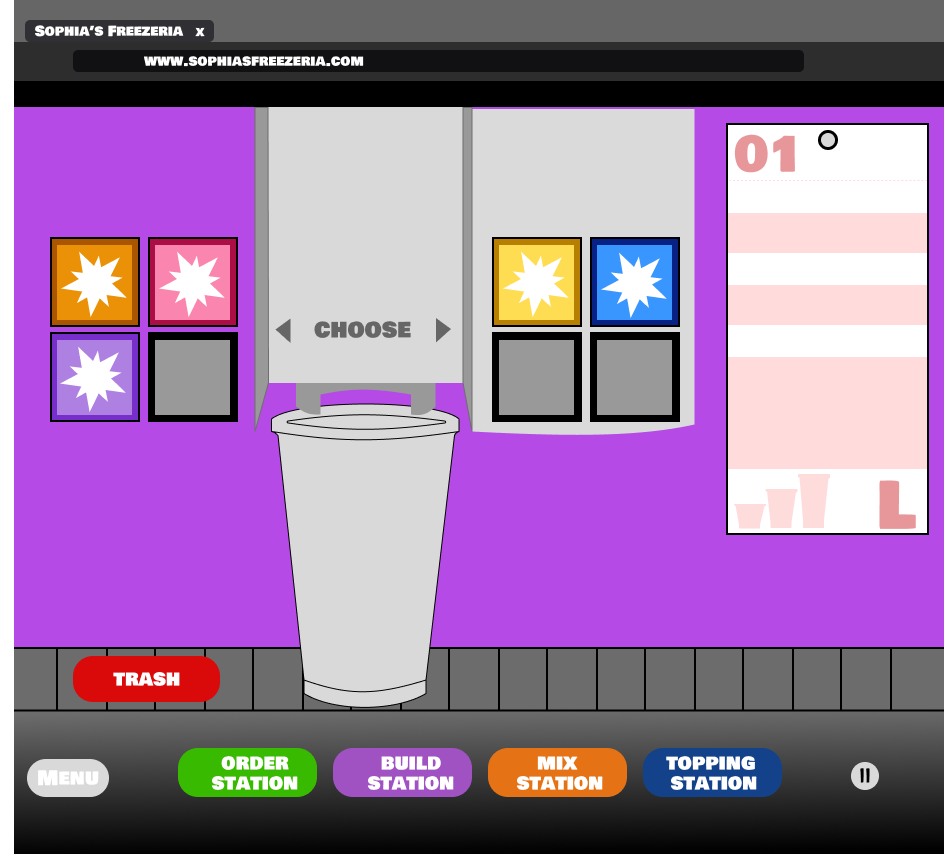 Sophia's Freezeria x
www.sophiasfreezeria.com
01
CHOOSE
L
TRASH
Menu
ORDER
STATION
BUILD
STATION
MIX
STATION
TOPPING
STATION